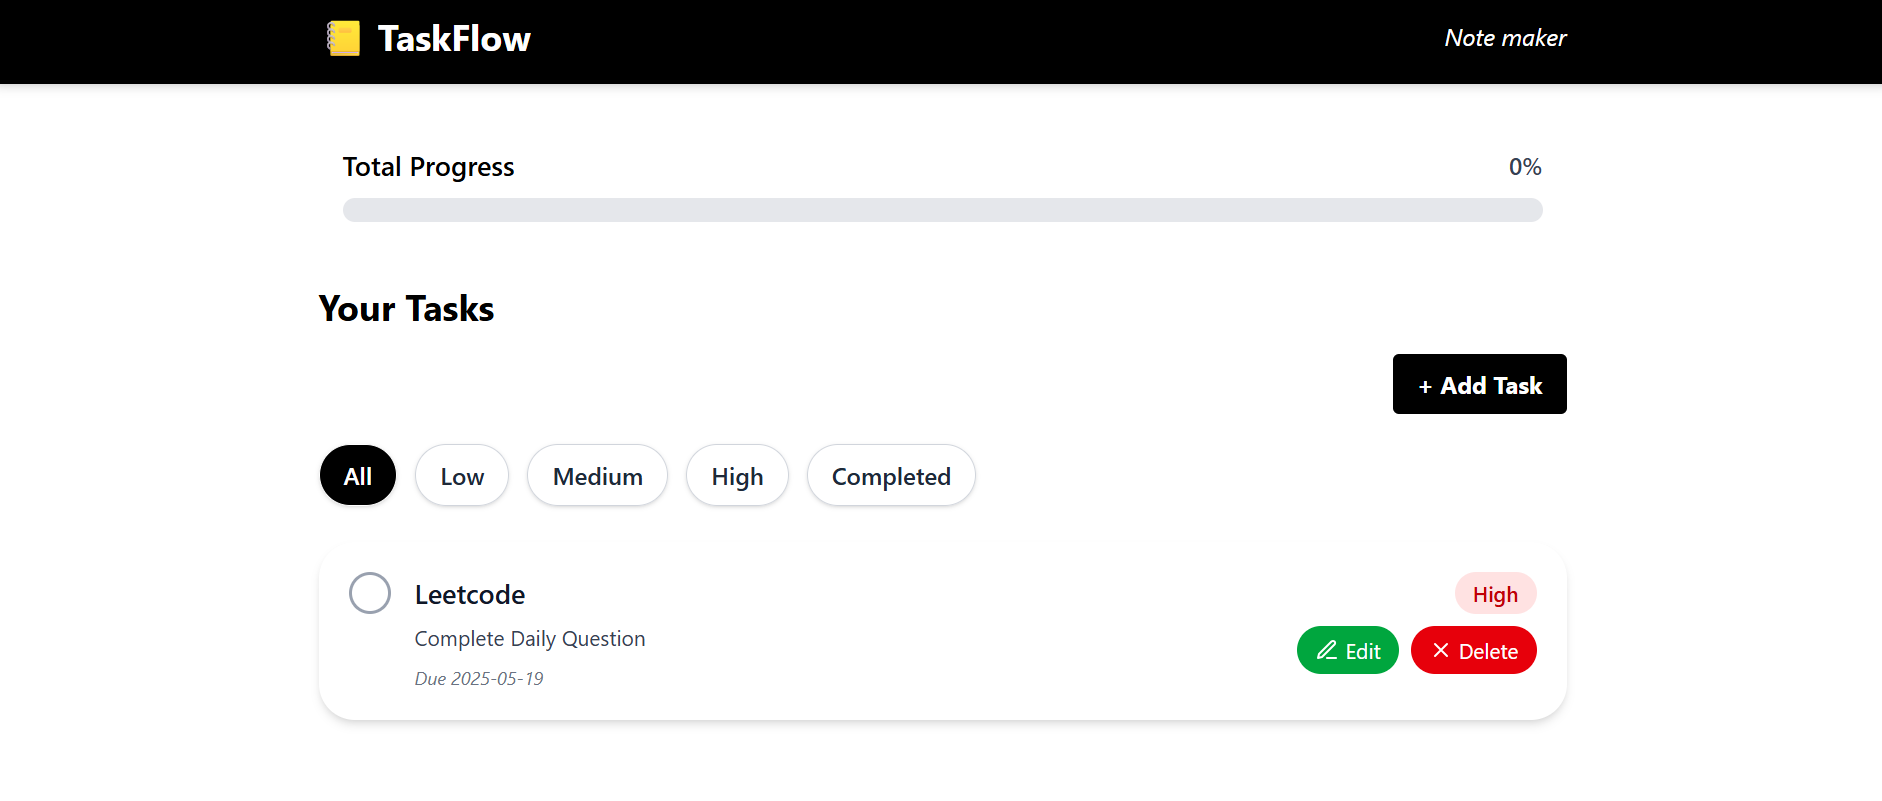 TaskFlow
Note maker
Total Progress
0%
Your Tasks
+ Add Task
All
Low
Medium
High
Completed
Leetcode
High
Complete Daily Question
Edit
Delete
Due 2025-05-19